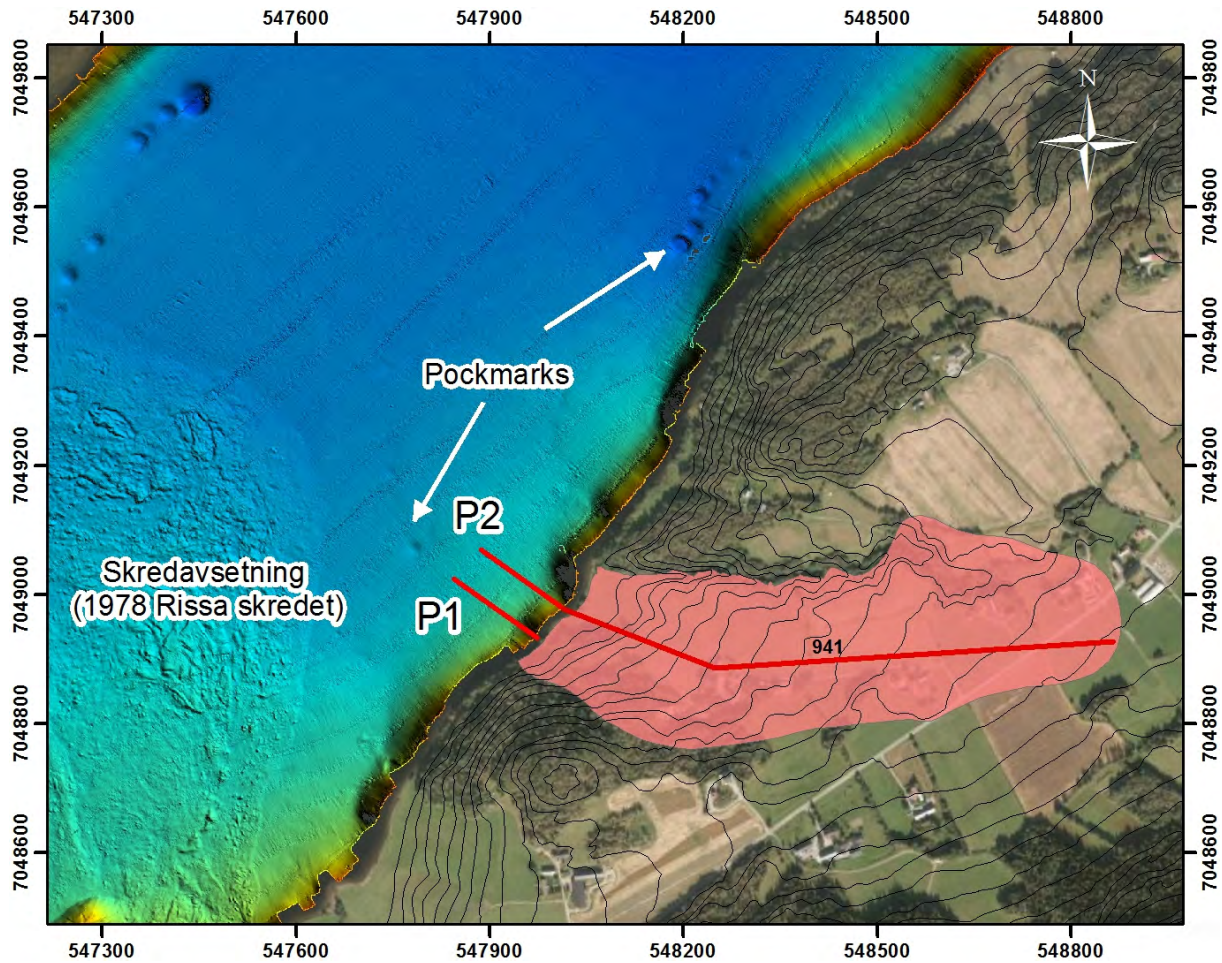 547300 547600 547900 548200 548500 548800
7049800 7049800
N
7049600 7049600
7049400 7049400
Pockmarks
7049200 7049200
P2
Skredavsetning
(1978 Rissa skredet)
7049000 7049000
P1
941
7048800 7048800
7048600 7048600
547300 547600 547900 548200 548500 548800